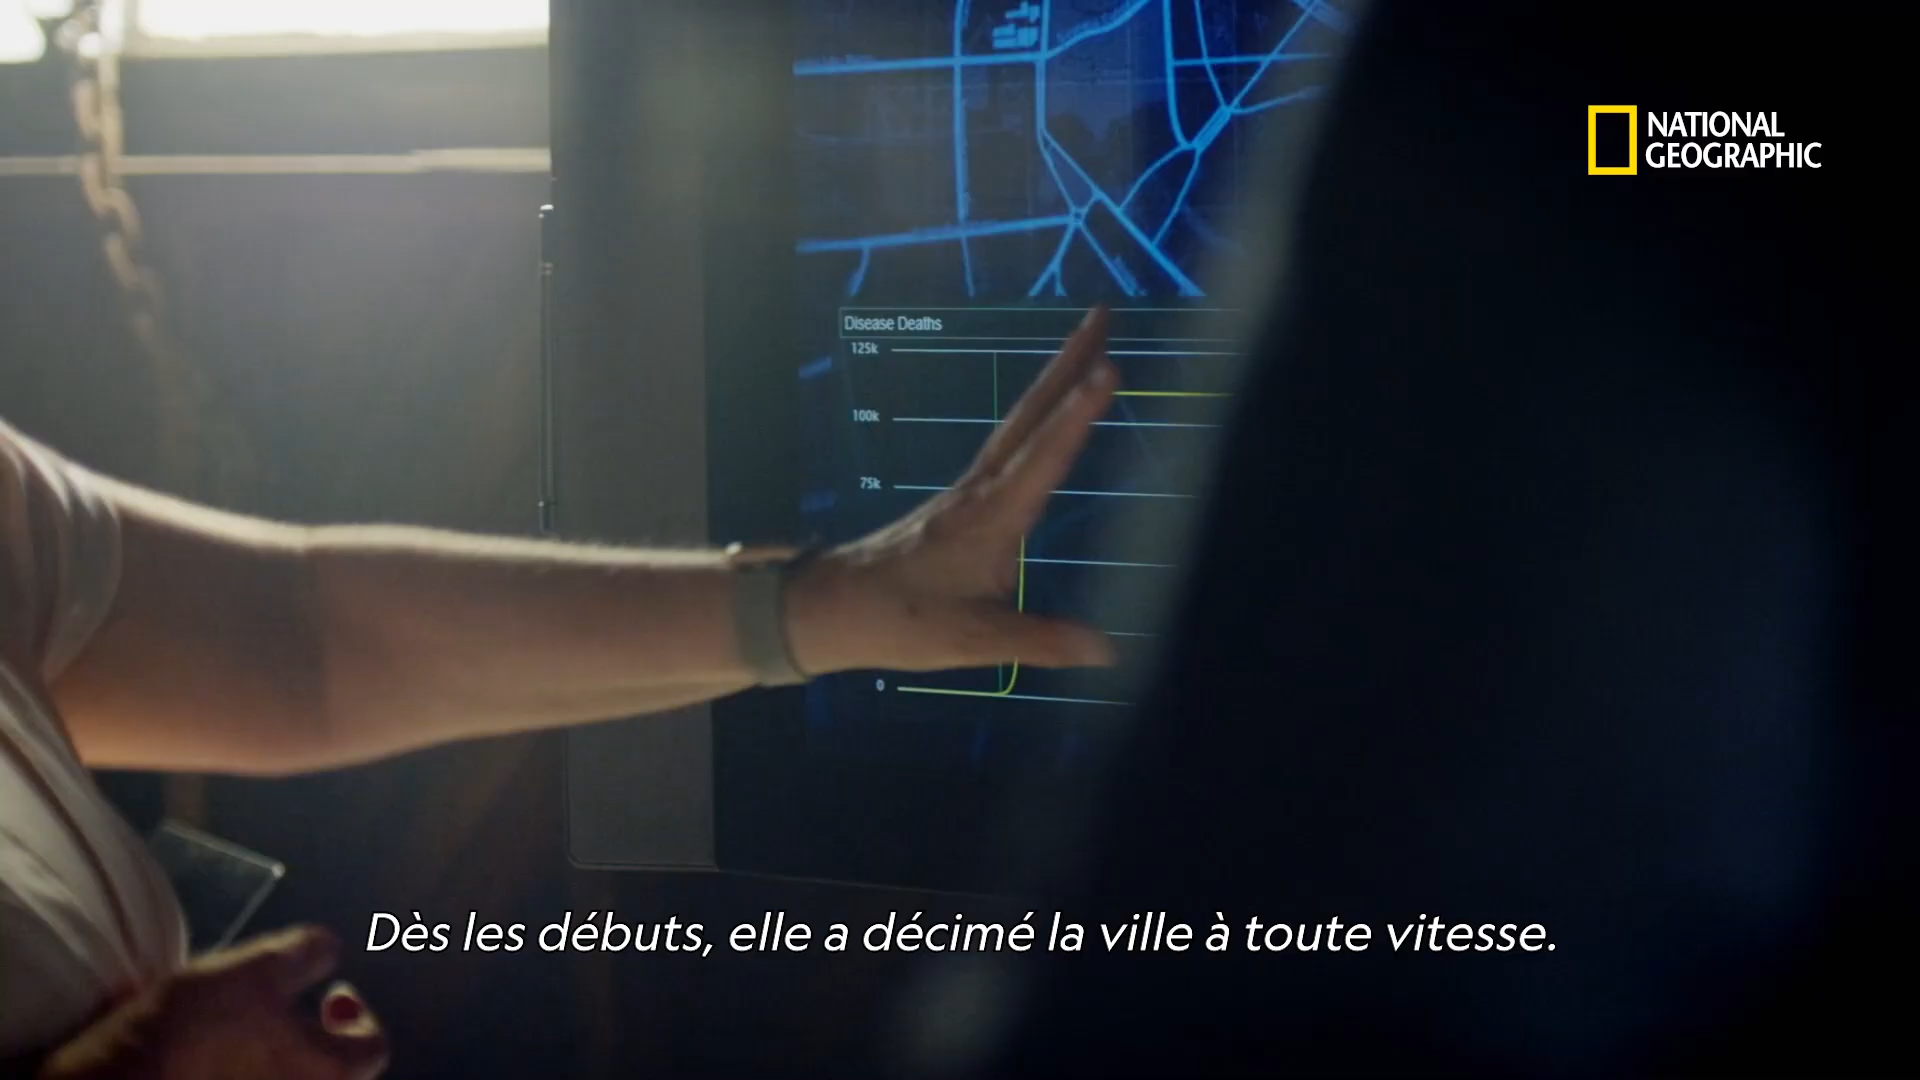 NATIONAL
GEOGRAPHIC
Disease Deaths
125k
100k
75k
0
Dès les débuts, elle a décimé la ville à toute vitesse.